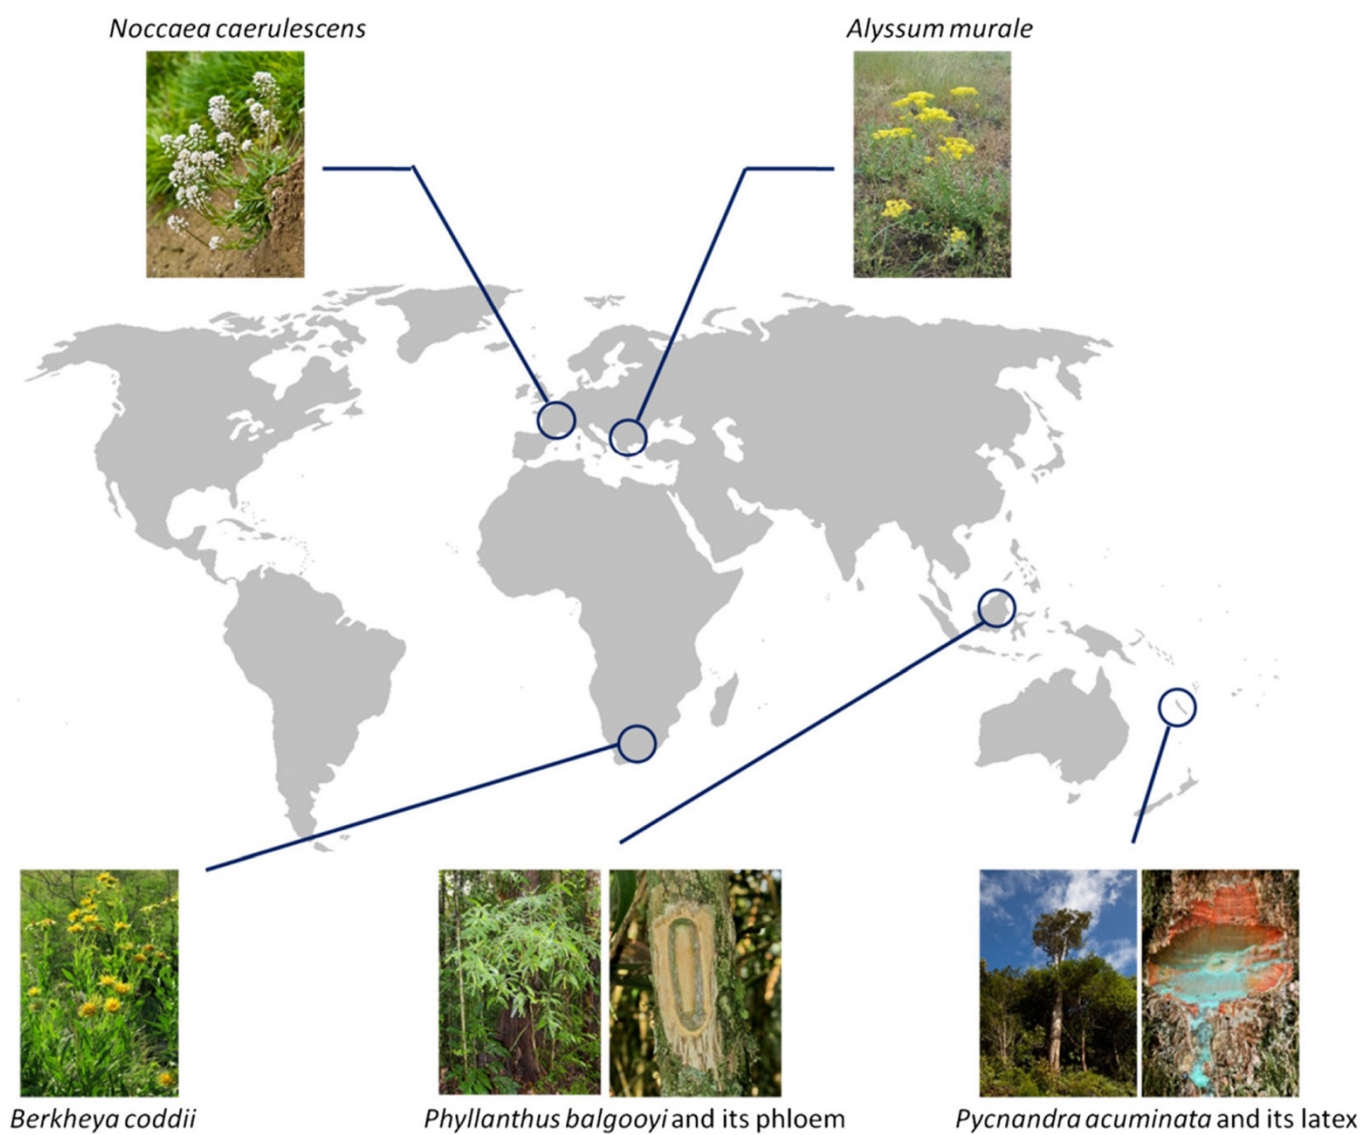 Noccaea caerulescens
Alyssum murale
Berkheya coddii
Phyllanthus balgooyi and its phloem
Pycnandra acuminata and its latex